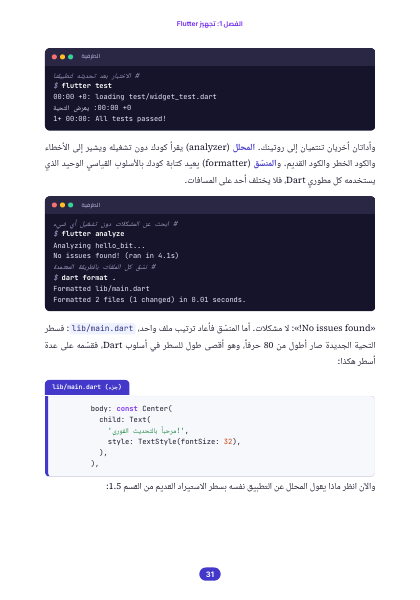 الفصل 1: تجهيز Flutter
الطرفية
# الاختبار بعد تحديثه لتطبيقنا
$ flutter test
00:00 +0: loading test/widget_test.dart
00:00 +0: يعرض التحية
00:00 +1: All tests passed!
وأداتان أخريان تنتميان إلى روتينك. المحلل (analyzer) يقرأ كودك دون تشغيله ويشير إلى الأخطاء
والكود الخطر والكود القديم. والمنسّق (formatter) يعيد كتابة كودك بالأسلوب القياسي الوحيد الذي
يستخدمه كل مطوري Dart، فلا يختلف أحد على المسافات.
الطرفية
# ابحث عن المشكلات دون تشغيل أي شيء
$ flutter analyze
Analyzing hello_bit...
No issues found! (ran in 4.1s)
# نسّق كل الملفات بالطريقة المعتمدة
$ dart format .
Formatted lib/main.dart
Formatted 2 files (1 changed) in 0.01 seconds.
«No issues found!»: لا مشكلات. أما المنسّق فأعاد ترتيب ملف واحد، lib/main.dart: فسطر
التحية الجديدة صار أطول من 80 حرفاً، وهو أقصى طول للسطر في أسلوب Dart، فقسّمه على عدة
أسطر هكذا:
lib/main.dart (جزء)
body: const Center(
child: Text(
'مرحباً بالتحديث الفوري!',
style: TextStyle(fontSize: 32),
),
),
والآن انظر ماذا يقول المحلل عن التطبيق نفسه بسطر الاستيراد القديم من القسم 1.5:
31